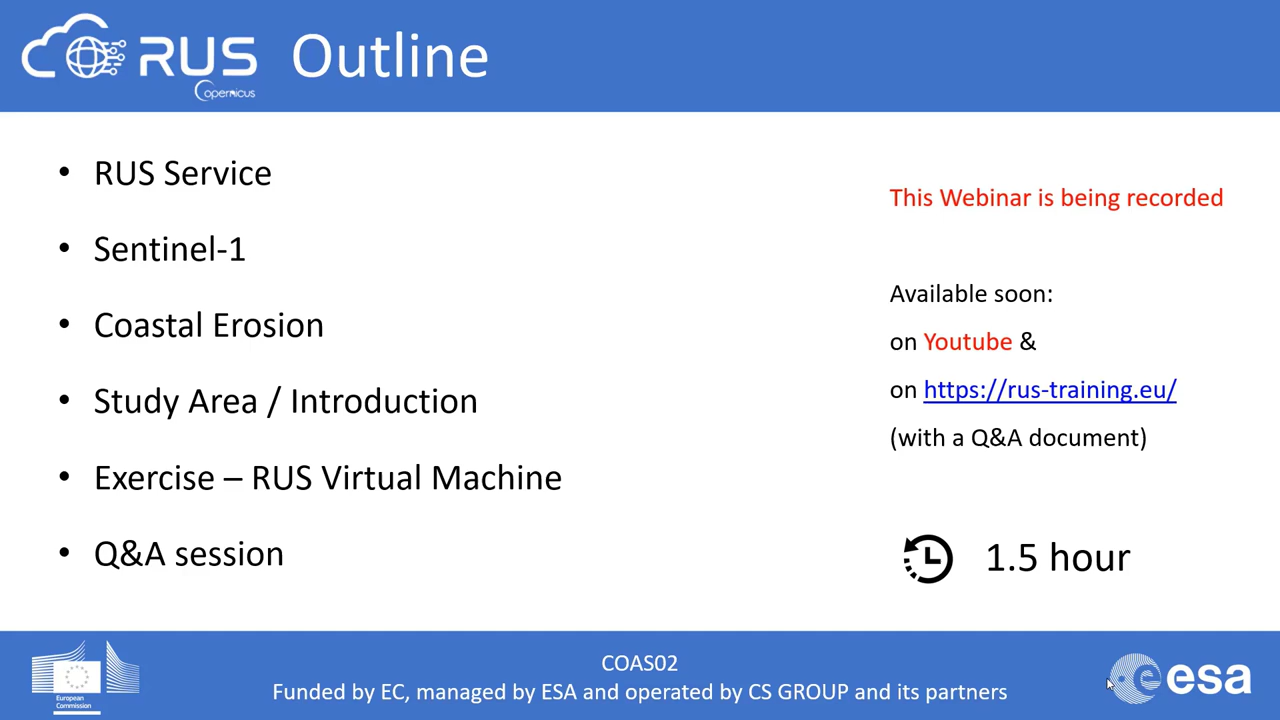 RUS
Copernicus
Outline
• RUS Service
• Sentinel-1
• Coastal Erosion
• Study Area / Introduction
• Exercise – RUS Virtual Machine
• Q&A session
This Webinar is being recorded
Available soon:
on Youtube &
on https://rus-training.eu/
(with a Q&A document)
1.5 hour
European
Commission
COAS02
Funded by EC, managed by ESA and operated by CS GROUP and its partners
esa